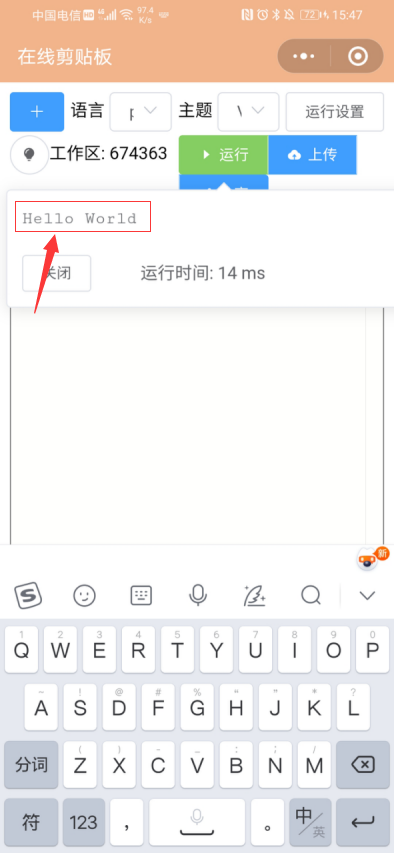 中国电信 HD 4G 97.4 K/s 72 15:47
在线剪贴板
语言 主题 运行设置
工作区: 674363 运行 上传
Hello World
关闭 运行时间: 14 ms
新
1 2 3 4 5 6 7 8 9 0
Q W E R T Y U I O P
~ ! @ # % " " * ?
A S D F G H J K L
( ) - _ : ; /
分词 Z X C V B N M
符 123 , 。 中/英